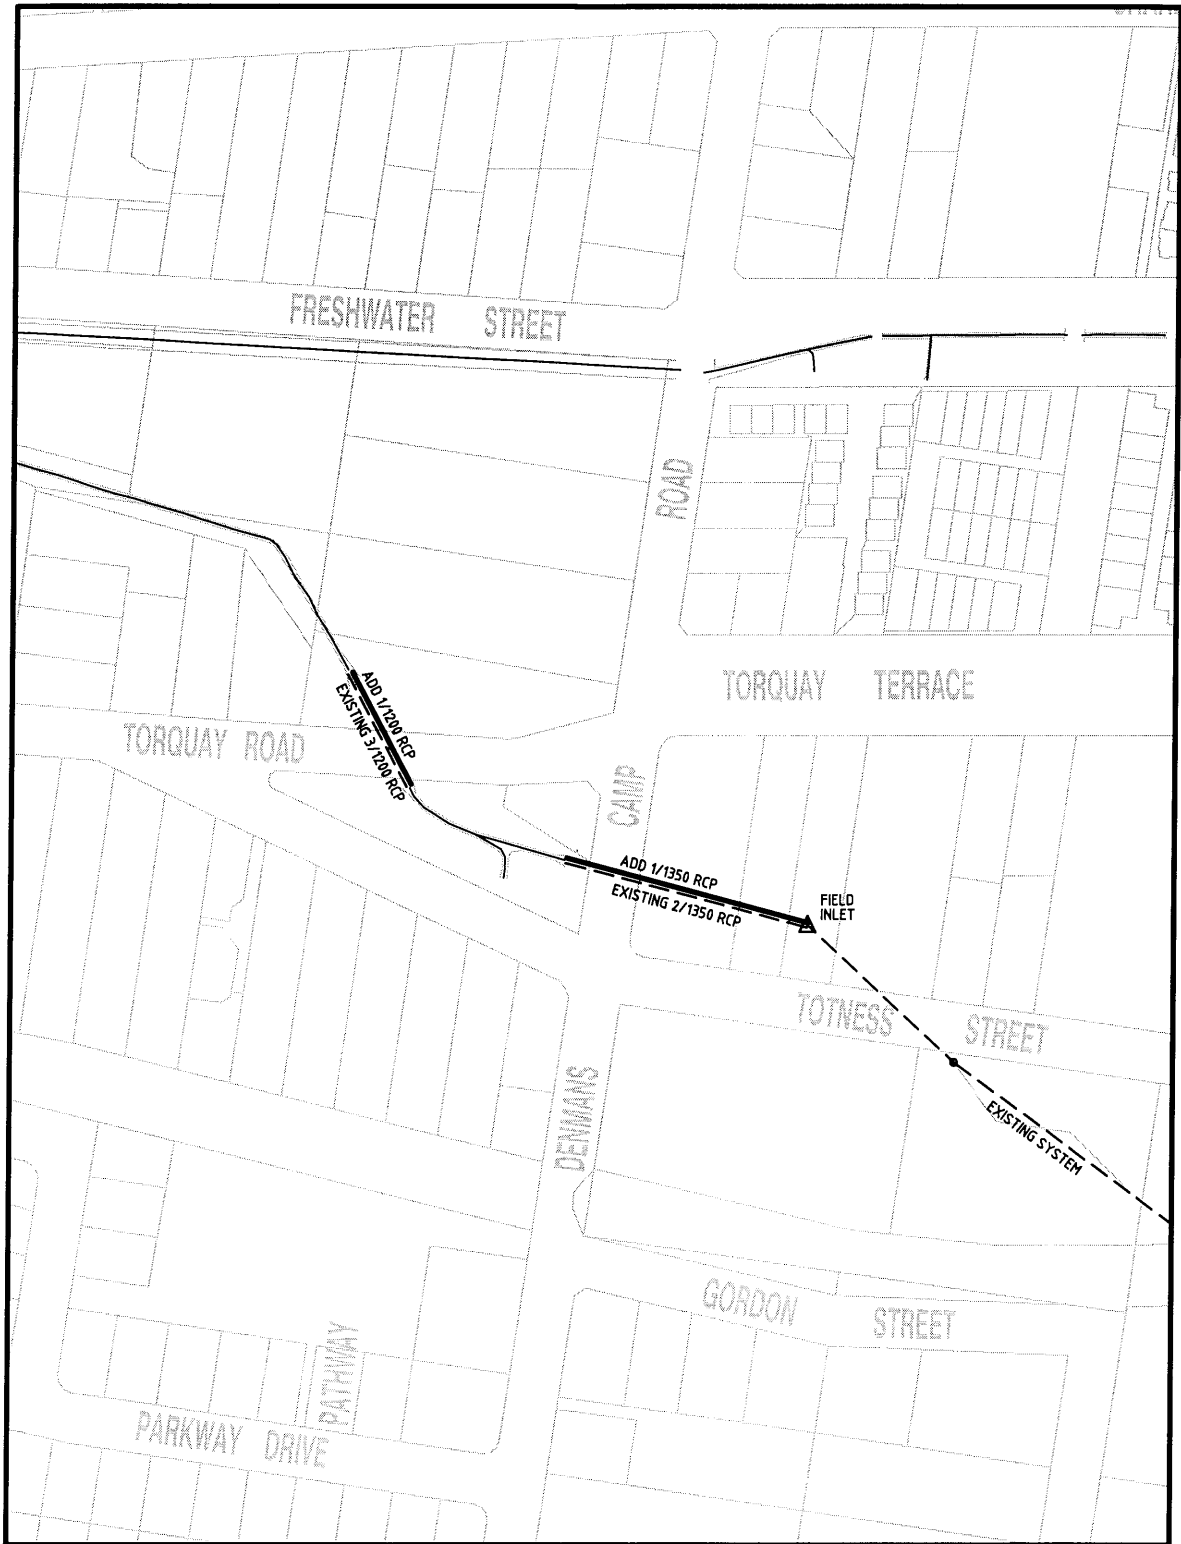 FRESHWATER STREET
ROAD
TORQUAY TERRACE
ADD 1/1200 RCP
EXISTING 3/1200 RCP
TORQUAY ROAD
CAMP
ADD 1/1350 RCP
EXISTING 2/1350 RCP
FIELD
INLET
TOTNESS STREET
EXISTING SYSTEM
DENMANS
GORDON STREET
PATHWAY
PARKWAY DRIVE